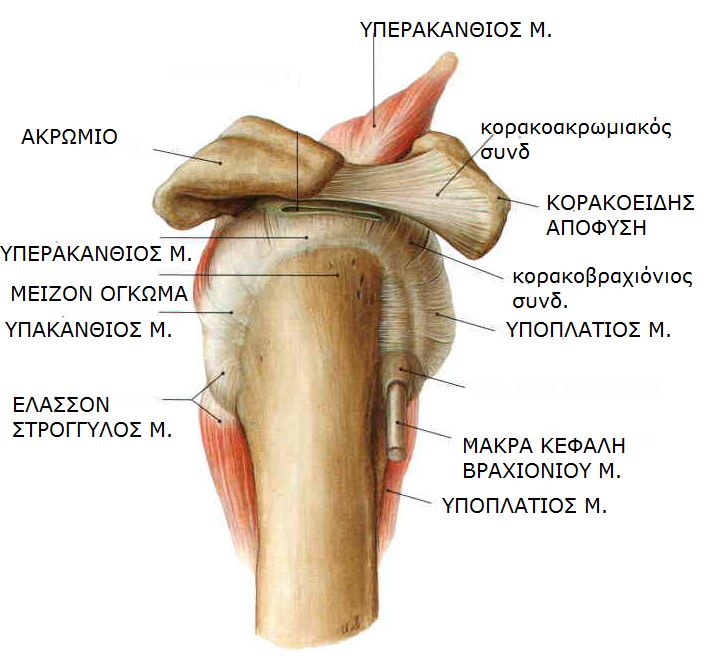 ΥΠΕΡΑΚΑΝΘΙΟΣ Μ.
κορακοακρωμιακός
συνδ
ΑΚΡΩΜΙΟ
ΚΟΡΑΚΟΕΙΔΗΣ
ΑΠΟΦΥΣΗ
ΥΠΕΡΑΚΑΝΘΙΟΣ Μ.
κορακοβραχιόνιος
συνδ.
ΜΕΙΖΟΝ ΟΓΚΩΜΑ
ΥΠΑΚΑΝΘΙΟΣ Μ.
ΥΠΟΠΛΑΤΙΟΣ Μ.
ΕΛΑΣΣΟΝ
ΣΤΡΟΓΓΥΛΟΣ Μ.
ΜΑΚΡΑ ΚΕΦΑΛΗ
ΒΡΑΧΙΟΝΙΟΥ Μ.
ΥΠΟΠΛΑΤΙΟΣ Μ.